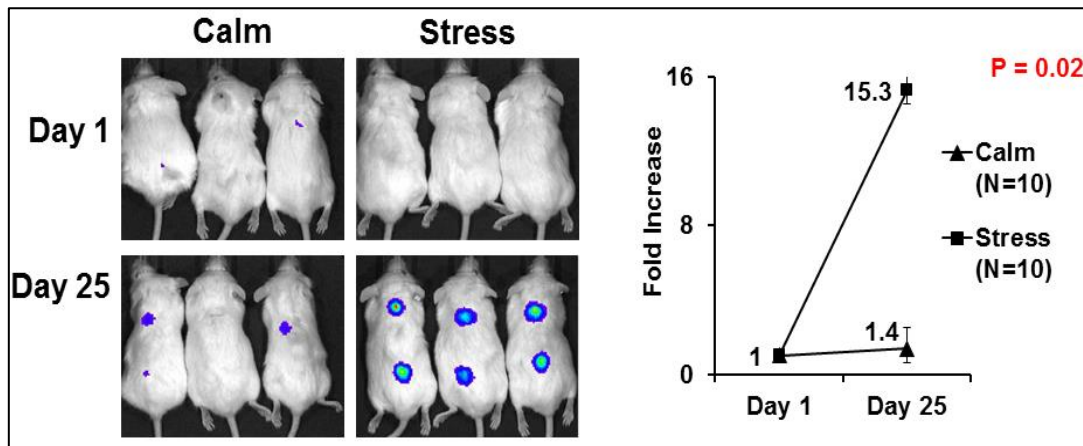 Calm Stress
Day 1
Day 25
P = 0.02
Fold Increase
16
8
0
15.3
1.4
1
Day 1 Day 25
Calm
(N=10)
Stress
(N=10)